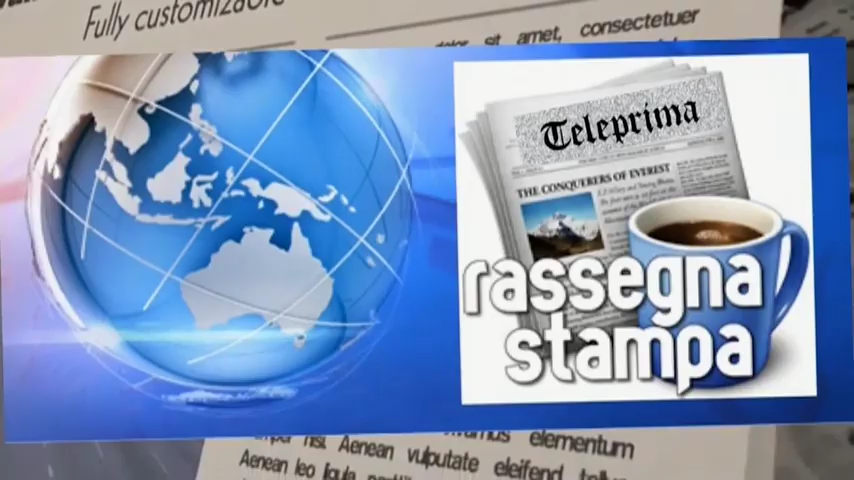 Fully customizable
dolor sit amet, consectetuer
Teleprima
THE CONQUERERS OF EVEREST
rassegna
stampa
vivamus elementum
nisi. Aenean vulputate eleifend
Aenean leo ligula